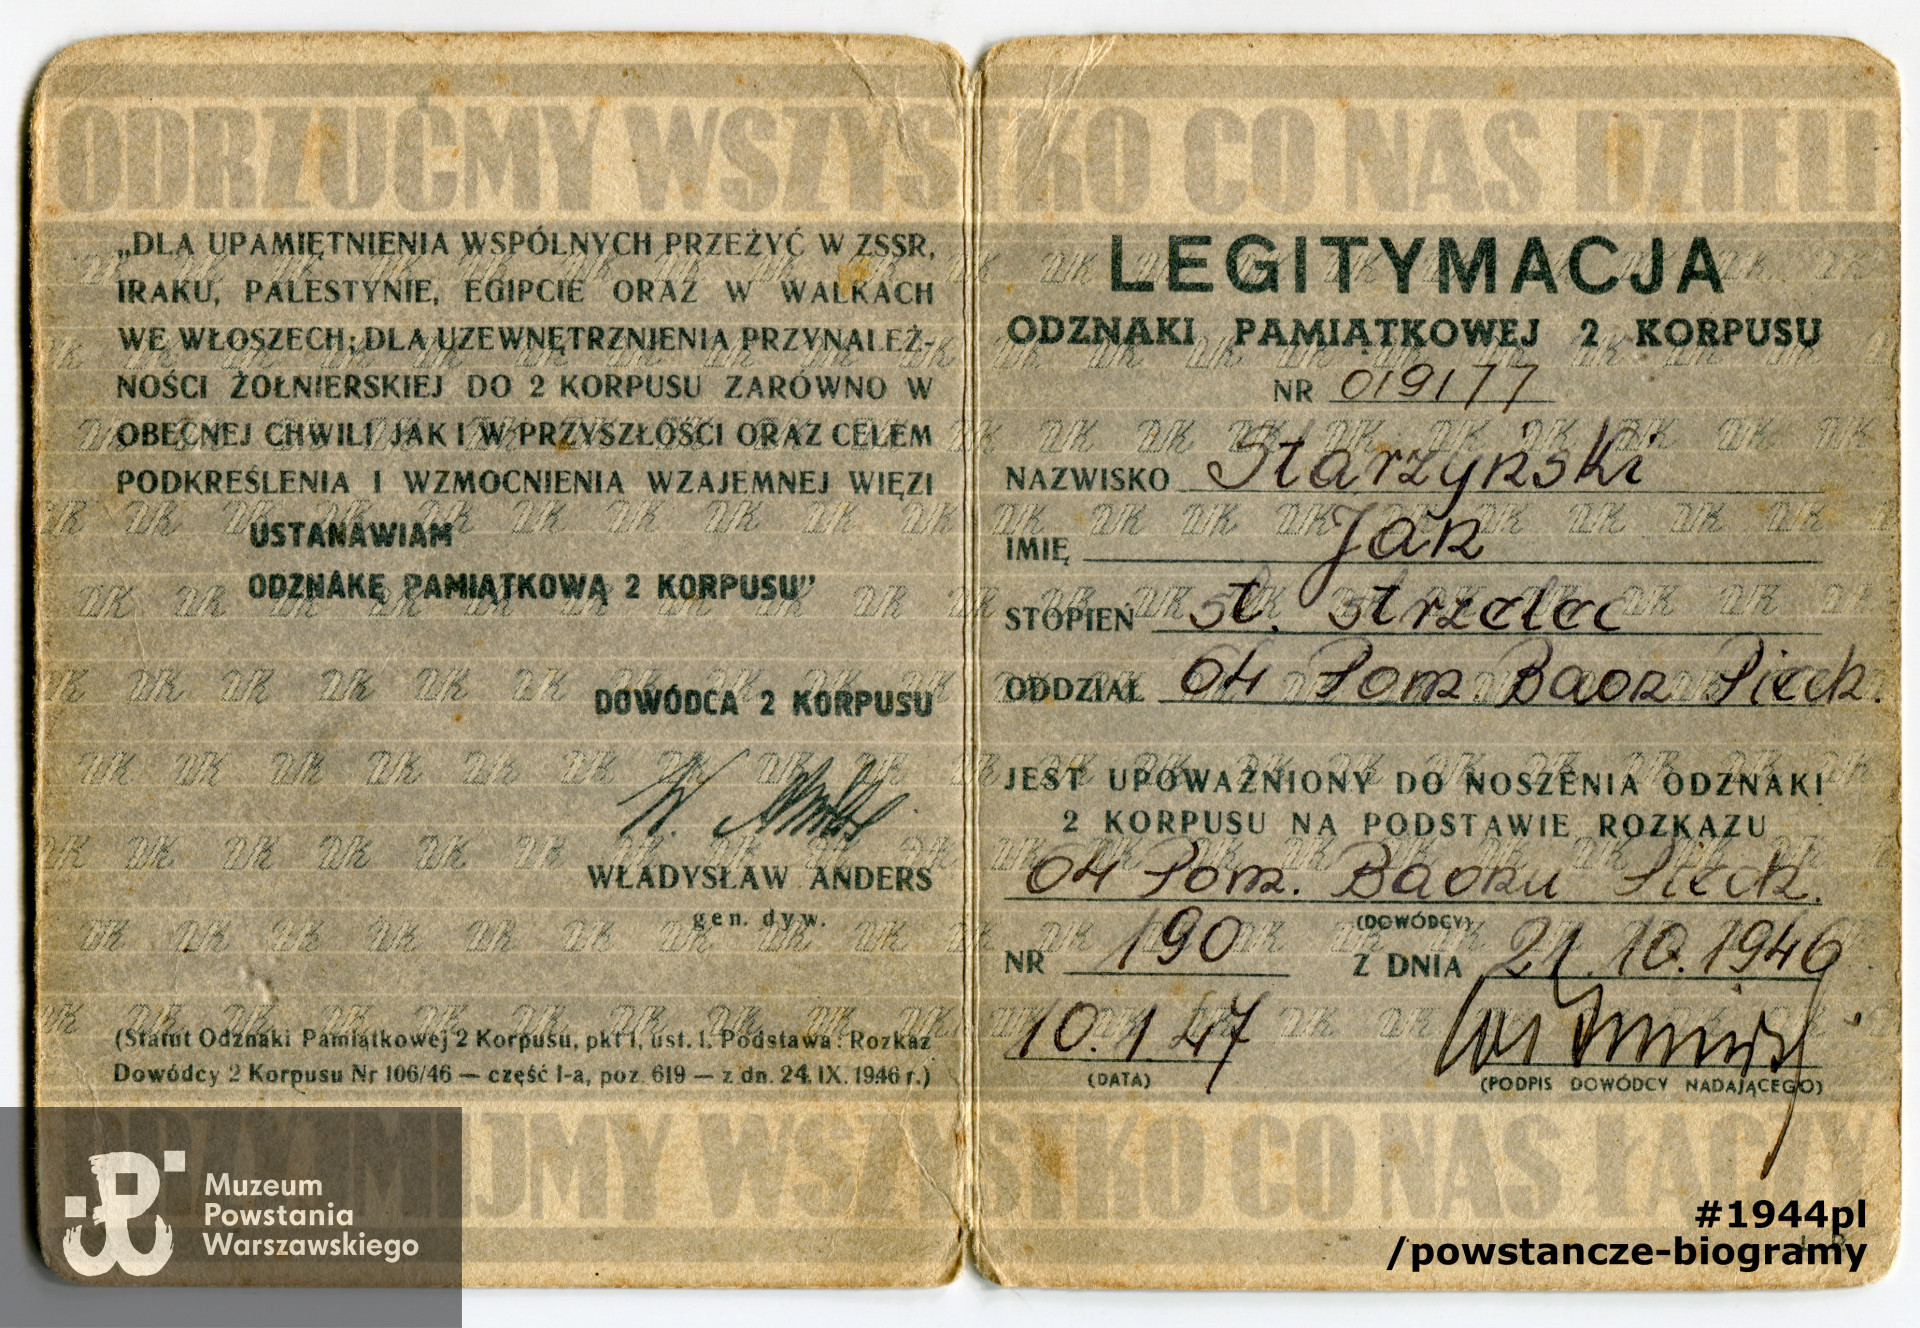 ODRZUĆMY WSZYSTKO CO NAS DZIELI
„DLA UPAMIĘTNIENIA WSPÓLNYCH PRZEŻYĆ W ZSSR,
IRAKU, PALESTYNIE, EGIPCIE ORAZ W WALKACH
WE WŁOSZECH; DLA UZEWNĘTRZNIENIA PRZYNALEŻ-
NOŚCI ŻOŁNIERSKIEJ DO 2 KORPUSU ZARÓWNO W
OBECNEJ CHWILI JAK I W PRZYSZŁOŚCI ORAZ CELEM
PODKREŚLENIA I WZMOCNIENIA WZAJEMNEJ WIĘZI
USTANAWIAM
ODZNAKĘ PAMIĄTKOWĄ 2 KORPUSU”
DOWÓDCA 2 KORPUSU
W. Anders
WŁADYSŁAW ANDERS
gen. dyw.
(Statut Odznaki Pamiątkowej 2 Korpusu, pkt 1, ust. 1. Podstawa: Rozkaz
Dowódcy 2 Korpusu Nr 106/46 — część I-a, poz. 619 — z dn. 24. IX. 1946 r.)
LEGITYMACJA
ODZNAKI PAMIĄTKOWEJ 2 KORPUSU
NR 019177
NAZWISKO Starzyński
IMIĘ Jan
STOPIEŃ st. strzelec
ODDZIAŁ 64 Pom. Baon Piech.
JEST UPOWAŻNIONY DO NOSZENIA ODZNAKI
2 KORPUSU NA PODSTAWIE ROZKAZU
64 Pom. Baonu Piech.
(DOWÓDCY)
NR 190 Z DNIA 21.10.1946
10.1.47
(DATA) (PODPIS DOWÓDCY NADAJĄCEGO)
PRZYJMIJMY WSZYSTKO CO NAS ŁĄCZY
Muzeum
Powstania
Warszawskiego
#1944pl
/powstancze-biogramy